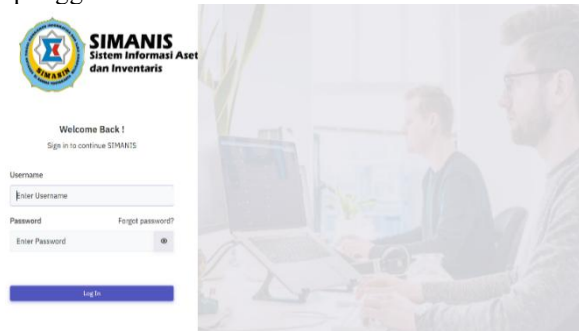 SIMANIS
Sistem Informasi Aset
dan Inventaris
SIMASIN
Welcome Back !
Sign in to continue SIMANIS
Username
Enter Username
Password Forgot password?
Enter Password
Log In